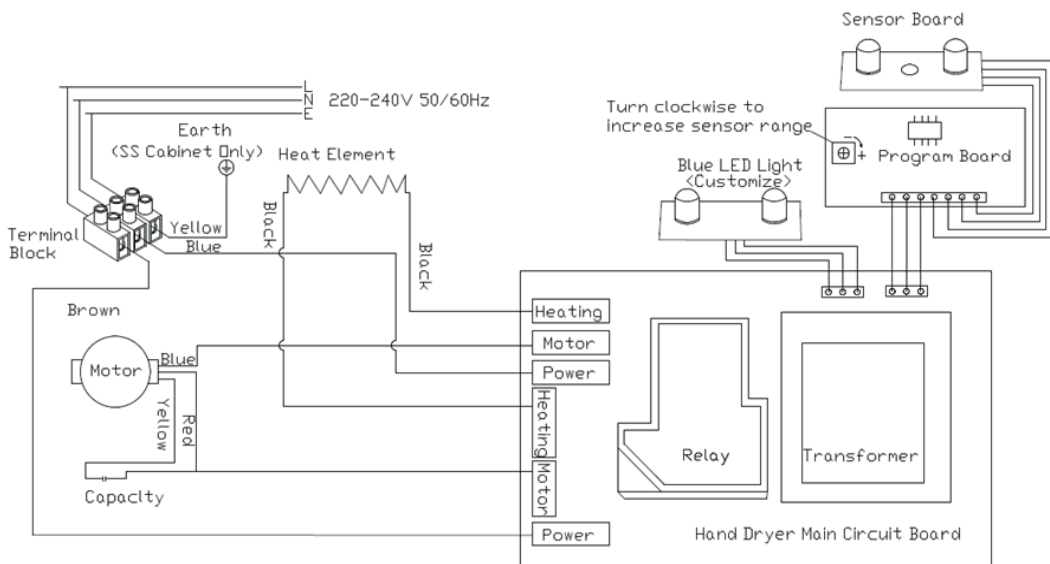 Sensor Board
L
N 220-240V 50/60Hz
E
Turn clockwise to
increase sensor range
- +
Program Board
Earth
(SS Cabinet Only)
Heat Element
Blue LED Light
<Customize>
Black
Black
Yellow
Blue
Terminal
Block
Brown
Heating
Motor
Power
Heating
Motor
Power
Motor
Blue
Yellow
Red
Capacity
Relay
Transformer
Hand Dryer Main Circuit Board